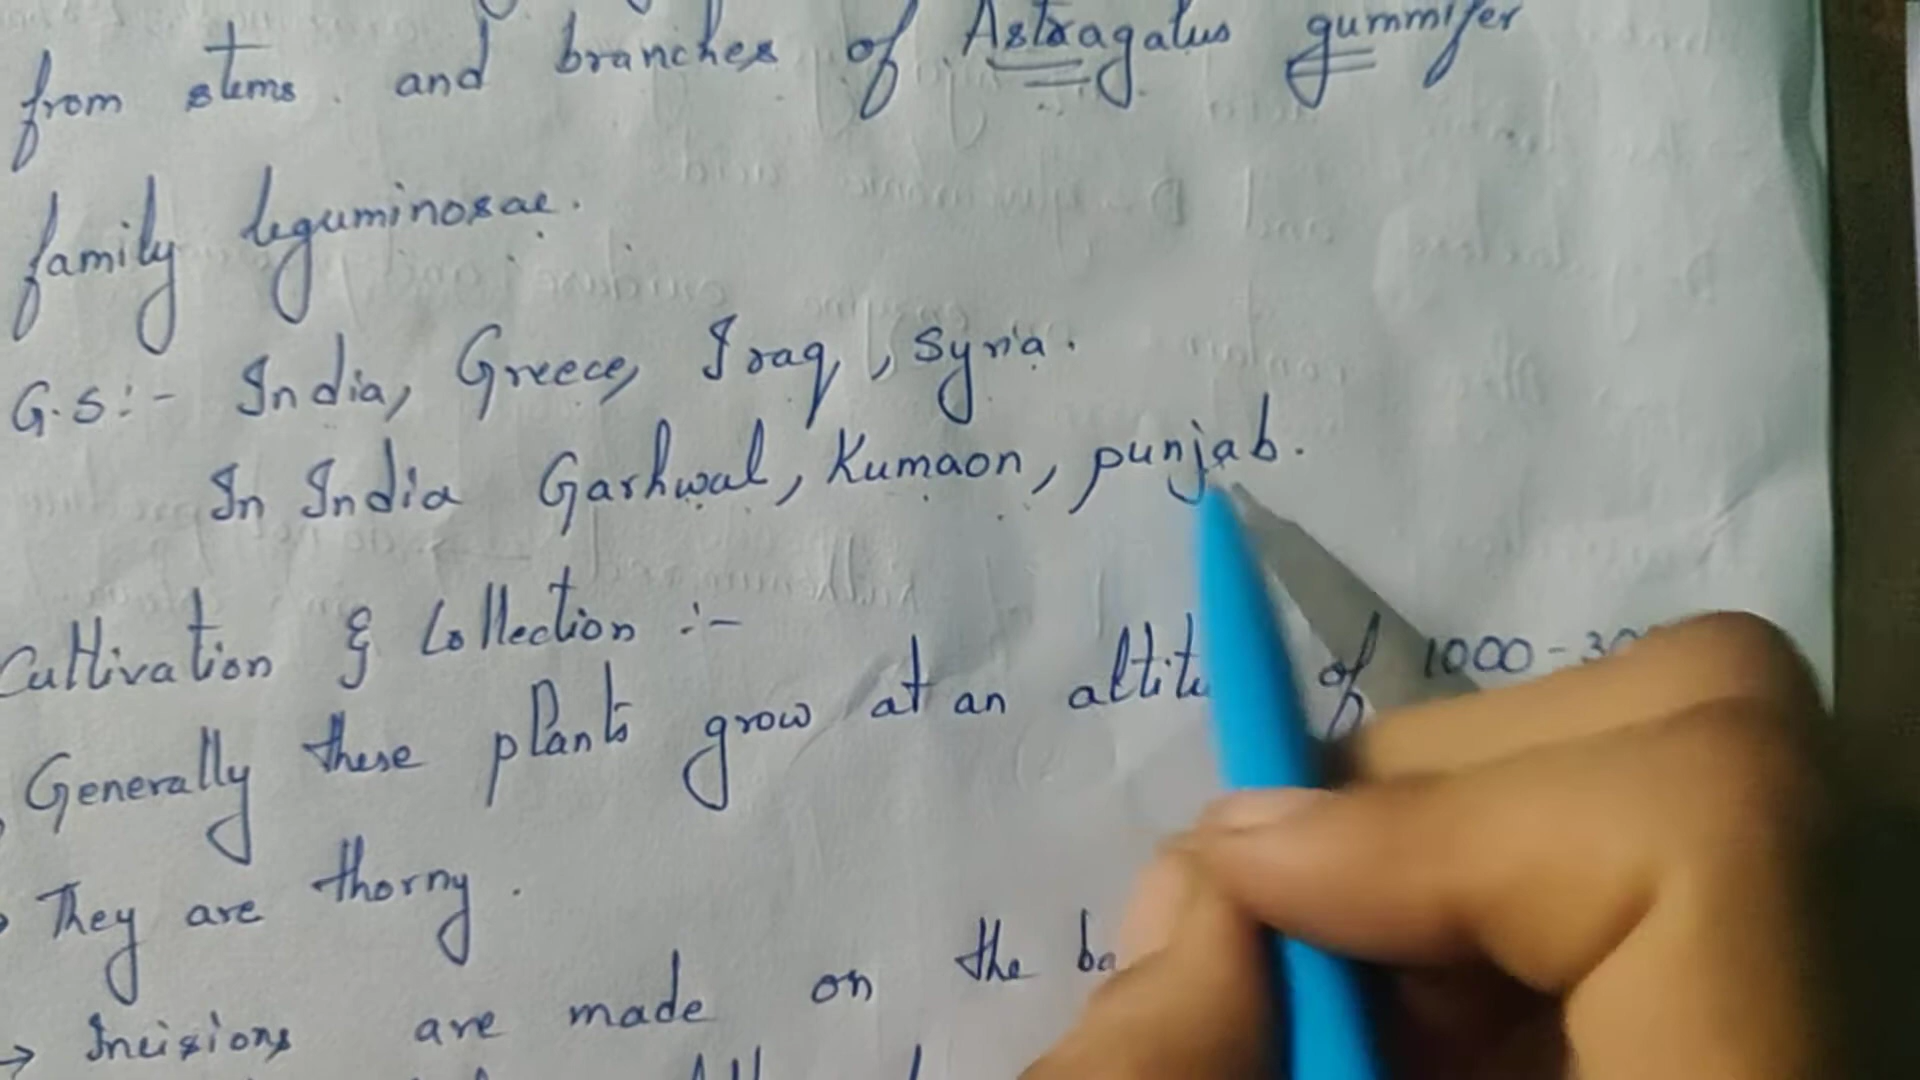 from stems and branches of Astragalus gummifer
family leguminosae.
G.S:- India, Greece, Iraq, Syria.
In India Garhwal, Kumaon, punjab.
Cultivation & Collection :-
Generally these plants grow at an of 1000-
They are thorny.
→ Incisions are made on the